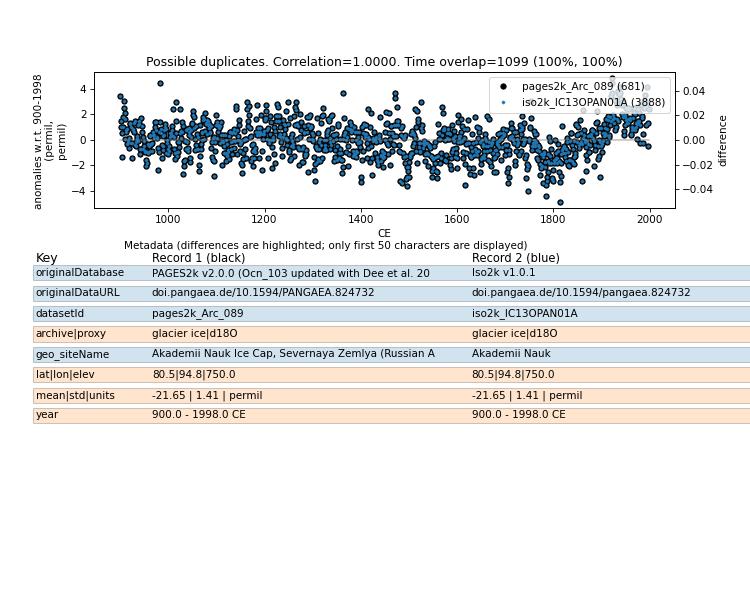 Possible duplicates. Correlation=1.0000. Time overlap=1099 (100%, 100%)
anomalies w.r.t. 900-1998
(permil,
permil)
4
2
0
−2
−4
pages2k_Arc_089 (681)
iso2k_IC13OPAN01A (3888)
0.04
0.02
0.00
−0.02
−0.04
difference
1000
1200
1400
1600
1800
2000
CE
Metadata (differences are highlighted; only first 50 characters are displayed)
Key Record 1 (black) Record 2 (blue)
originalDatabase PAGES2k v2.0.0 (Ocn_103 updated with Dee et al. 20 Iso2k v1.0.1
originalDataURL doi.pangaea.de/10.1594/PANGAEA.824732 doi.pangaea.de/10.1594/pangaea.824732
datasetId pages2k_Arc_089 iso2k_IC13OPAN01A
archive|proxy glacier ice|d18O glacier ice|d18O
geo_siteName Akademii Nauk Ice Cap, Severnaya Zemlya (Russian A Akademii Nauk
lat|lon|elev 80.5|94.8|750.0 80.5|94.8|750.0
mean|std|units -21.65 | 1.41 | permil -21.65 | 1.41 | permil
year 900.0 - 1998.0 CE 900.0 - 1998.0 CE